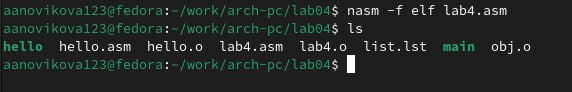 aanovikova123@fedora:~/work/arch-pc/lab04$ nasm -f elf lab4.asm
aanovikova123@fedora:~/work/arch-pc/lab04$ ls
hello  hello.asm  hello.o  lab4.asm  lab4.o  list.lst  main  obj.o
aanovikova123@fedora:~/work/arch-pc/lab04$